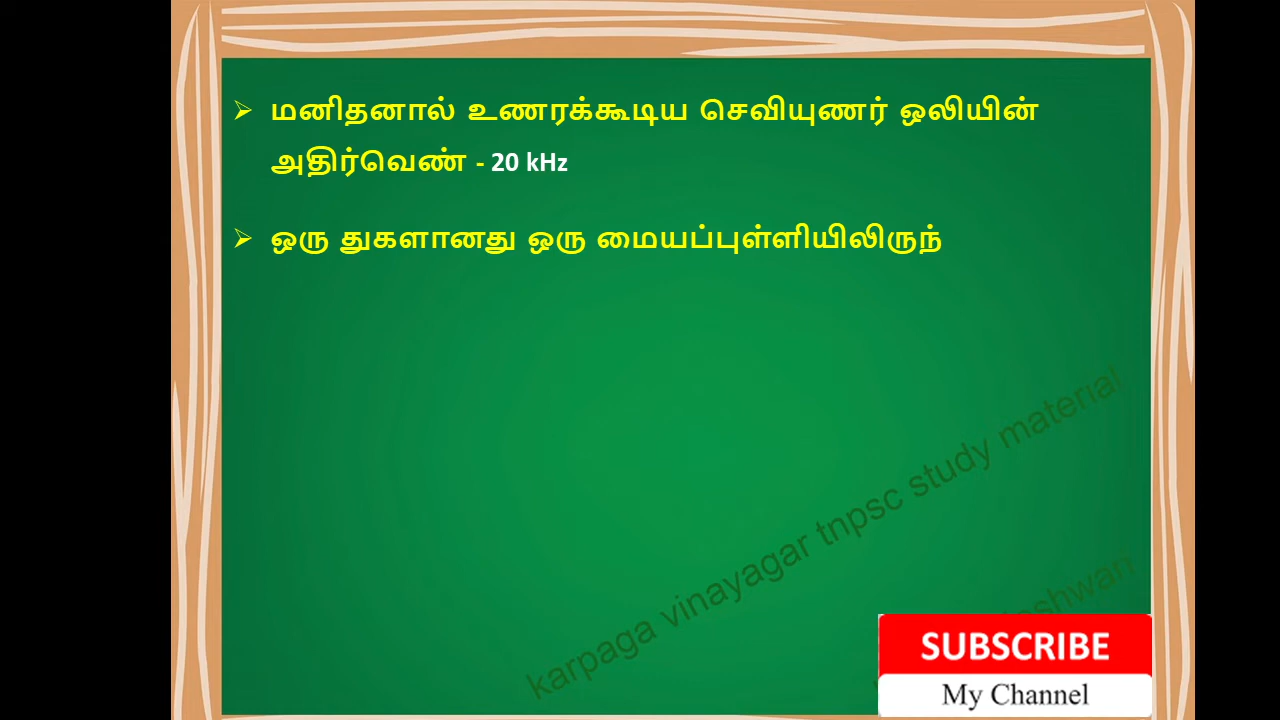 ➢ மனிதனால் உணரக்கூடிய செவியுணர் ஒலியின்
அதிர்வெண் - 20 kHz
➢ ஒரு துகளானது ஒரு மையப்புள்ளியிலிருந்
karpaga vinayagar tnpsc study material
SUBSCRIBE
My Channel